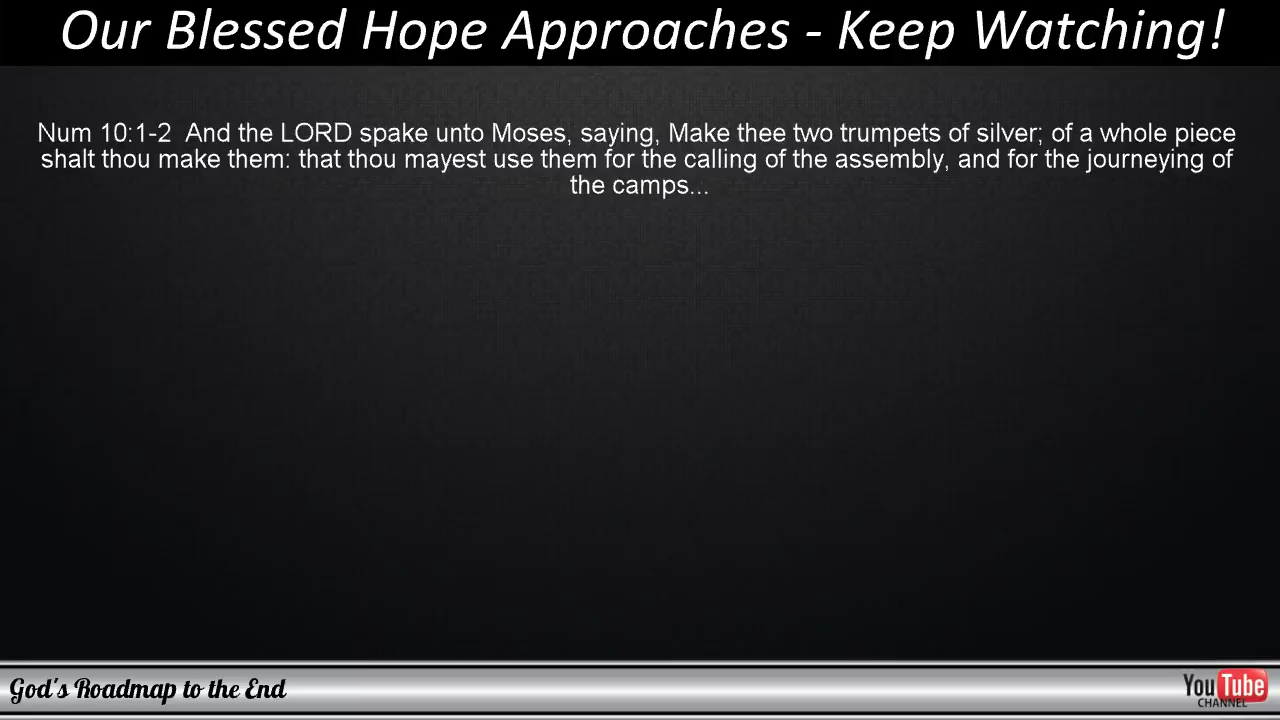 Our Blessed Hope Approaches - Keep Watching!
Num 10:1-2  And the LORD spake unto Moses, saying, Make thee two trumpets of silver; of a whole piece
shalt thou make them: that thou mayest use them for the calling of the assembly, and for the journeying of
the camps...
God's Roadmap to the End
YouTube
CHANNEL